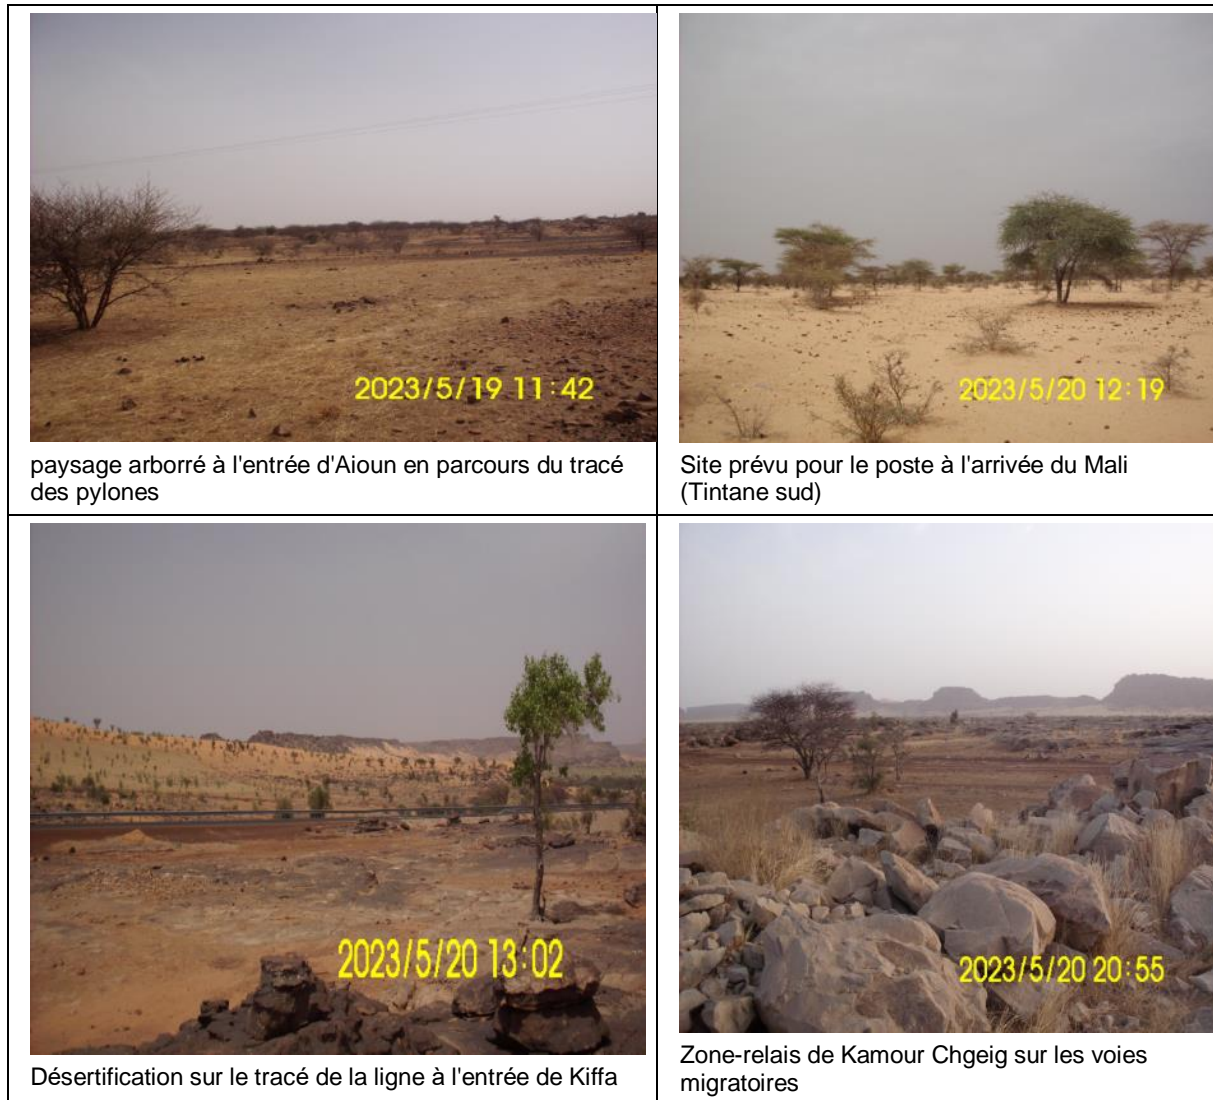 2023/5/19 11:42
paysage arborré à l'entrée d'Aioun en parcours du tracé
des pylones
2023/5/20 12:19
Site prévu pour le poste à l'arrivée du Mali
(Tintane sud)
2023/5/20 13:02
Désertification sur le tracé de la ligne à l'entrée de Kiffa
2023/5/20 20:55
Zone-relais de Kamour Chgeig sur les voies
migratoires